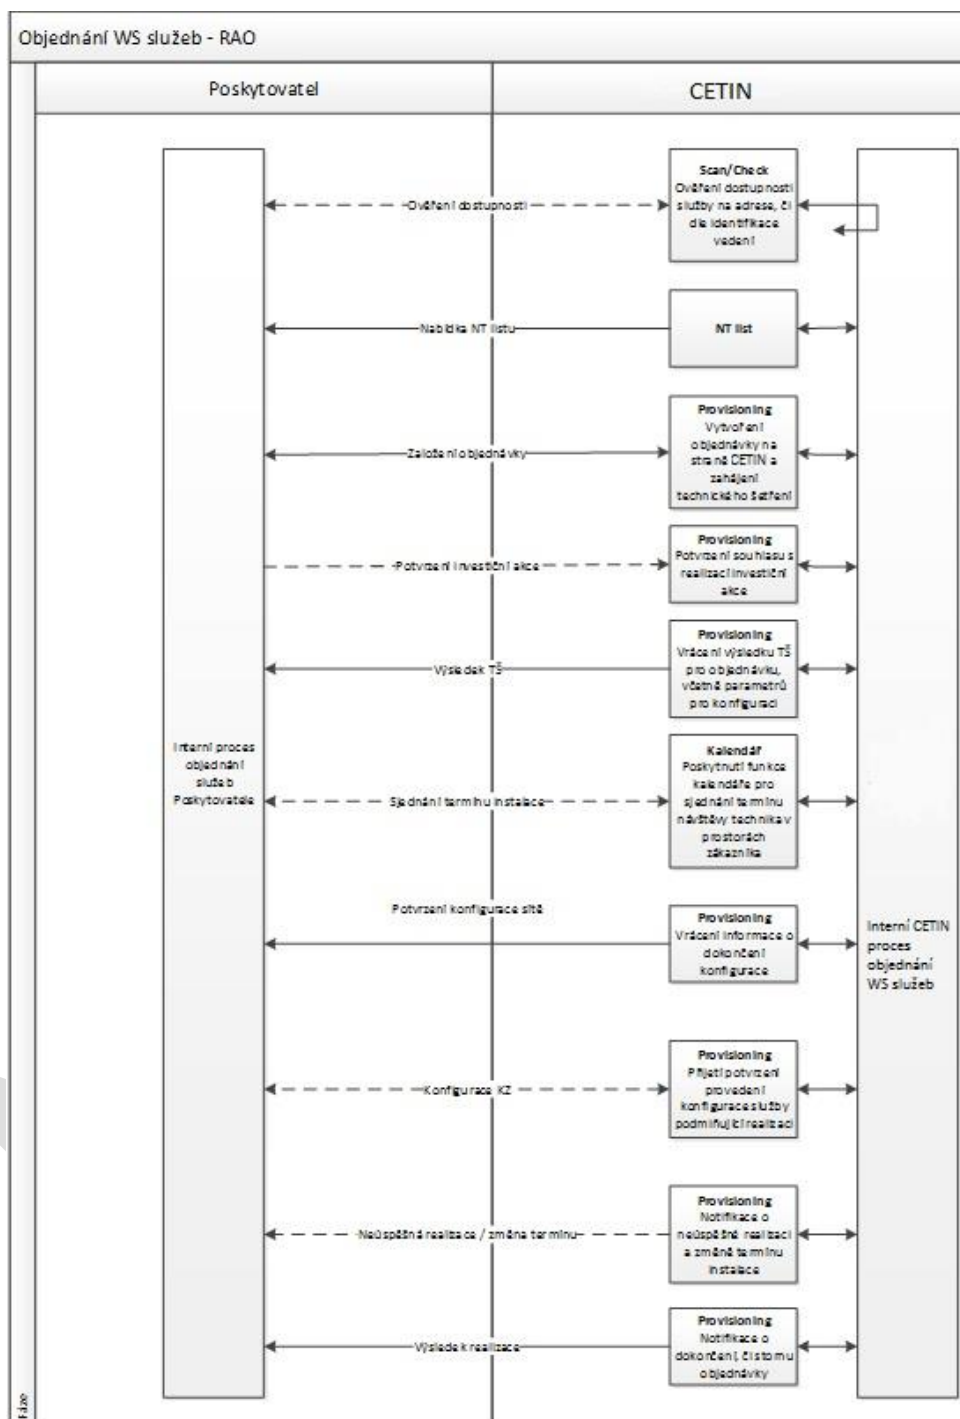 Objednání WS služeb - RAO
Poskytovatel
CETIN
Scan/Check
Ověření dostupnosti
služby na adrese, či
dle identifikace
vedení
Ověření dostupnosti
NT list
Nabídka NT listu
Provisioning
Vytvoření
objednávky na
straně CETIN a
zahájení
technického šetření
Založení objednávky
Provisioning
Potvrzení souhlasu s
realizací investiční
akce
Potvrzení investiční akce
Provisioning
Vrácení výsledku TŠ
pro objednávku,
včetně parametrů
pro konfiguraci
Výsledek TŠ
Interní proces
objednání
služeb
Poskytovatele
Kalendář
Poskytnutí funkce
kalendáře pro
sjednání termínu
návštěvy technika v
prostorách
zákazníka
Sjednání termínu instalace
Potvrzení konfigurace sítě
Provisioning
Vrácení informace o
dokončení
konfigurace
Interní CETIN
proces
objednání
WS služeb
Provisioning
Přijetí potvrzení
provedení
konfigurace služby
podmiňující realizaci
Konfigurace KZ
Provisioning
Notifikace o
neúspěšné realizaci
a změně termínu
instalace
Neúspěšná realizace / změna termínu
Provisioning
Notifikace o
dokončení, či stornu
objednávky
Výsledek realizace
Fáze